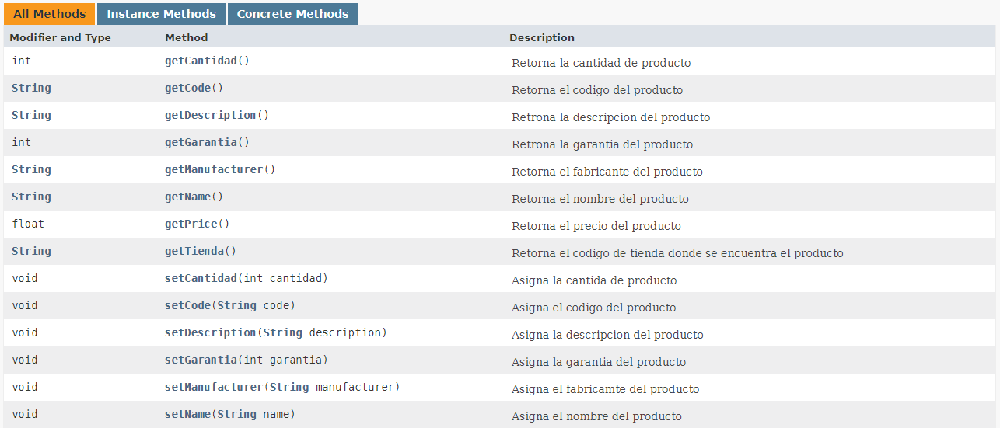 All Methods Instance Methods Concrete Methods
Modifier and Type Method Description
int getCantidad() Retorna la cantidad de producto
String getCode() Retorna el codigo del producto
String getDescription() Retrona la descripcion del producto
int getGarantia() Retrona la garantia del producto
String getManufacturer() Retorna el fabricante del producto
String getName() Retorna el nombre del producto
float getPrice() Retorna el precio del producto
String getTienda() Retorna el codigo de tienda donde se encuentra el producto
void setCantidad(int cantidad) Asigna la cantida de producto
void setCode(String code) Asigna el codigo del producto
void setDescription(String description) Asigna la descripcion del producto
void setGarantia(int garantia) Asigna la garantia del producto
void setManufacturer(String manufacturer) Asigna el fabricamte del producto
void setName(String name) Asigna el nombre del producto